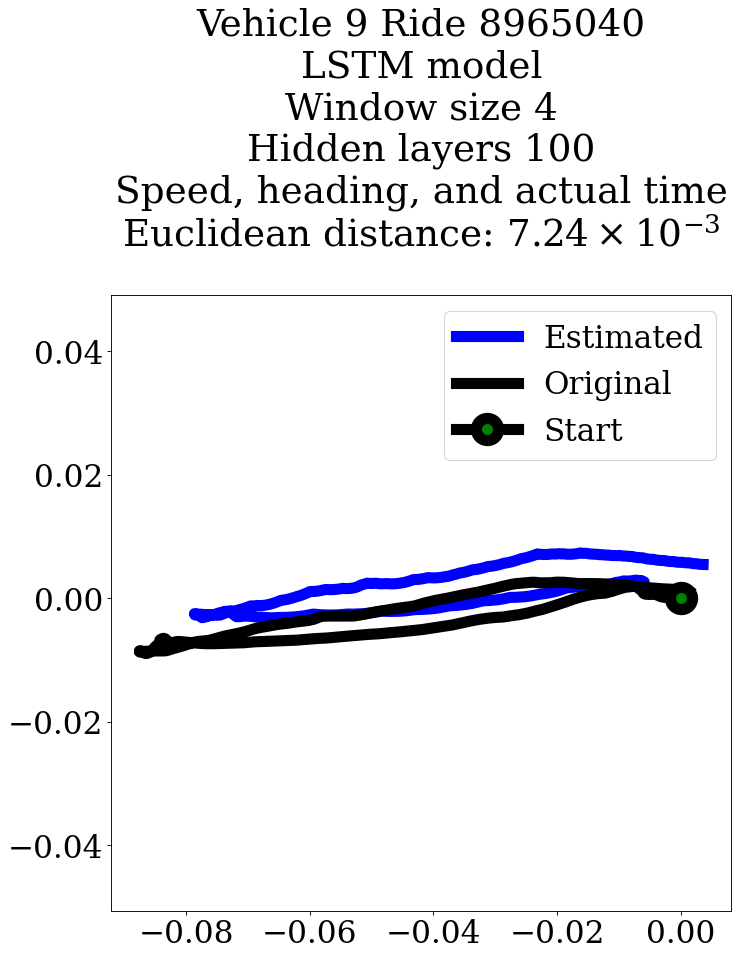 Vehicle 9 Ride 8965040
LSTM model
Window size 4
Hidden layers 100
Speed, heading, and actual time
Euclidean distance: 7.24 × 10⁻³
Estimated
Original
Start
0.04
0.02
0.00
−0.02
−0.04
−0.08 −0.06 −0.04 −0.02 0.00